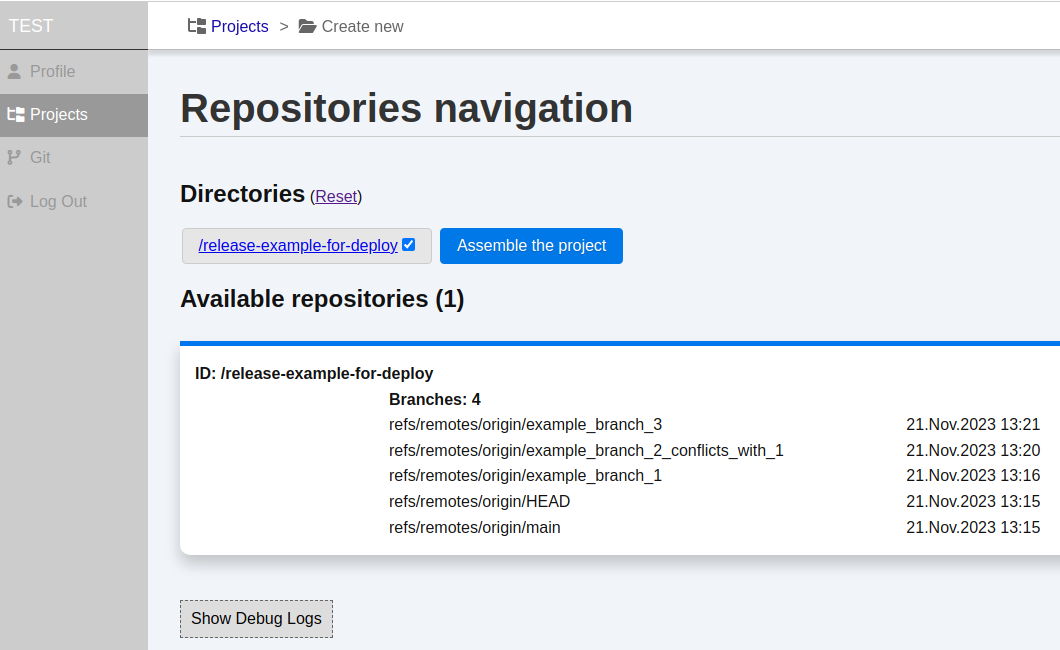 TEST
Projects > Create new
Profile
Projects
Git
Log Out
Repositories navigation
Directories (Reset)
/release-example-for-deploy
Assemble the project
Available repositories (1)
ID: /release-example-for-deploy
Branches: 4
refs/remotes/origin/example_branch_3 21.Nov.2023 13:21
refs/remotes/origin/example_branch_2_conflicts_with_1 21.Nov.2023 13:20
refs/remotes/origin/example_branch_1 21.Nov.2023 13:16
refs/remotes/origin/HEAD 21.Nov.2023 13:15
refs/remotes/origin/main 21.Nov.2023 13:15
Show Debug Logs